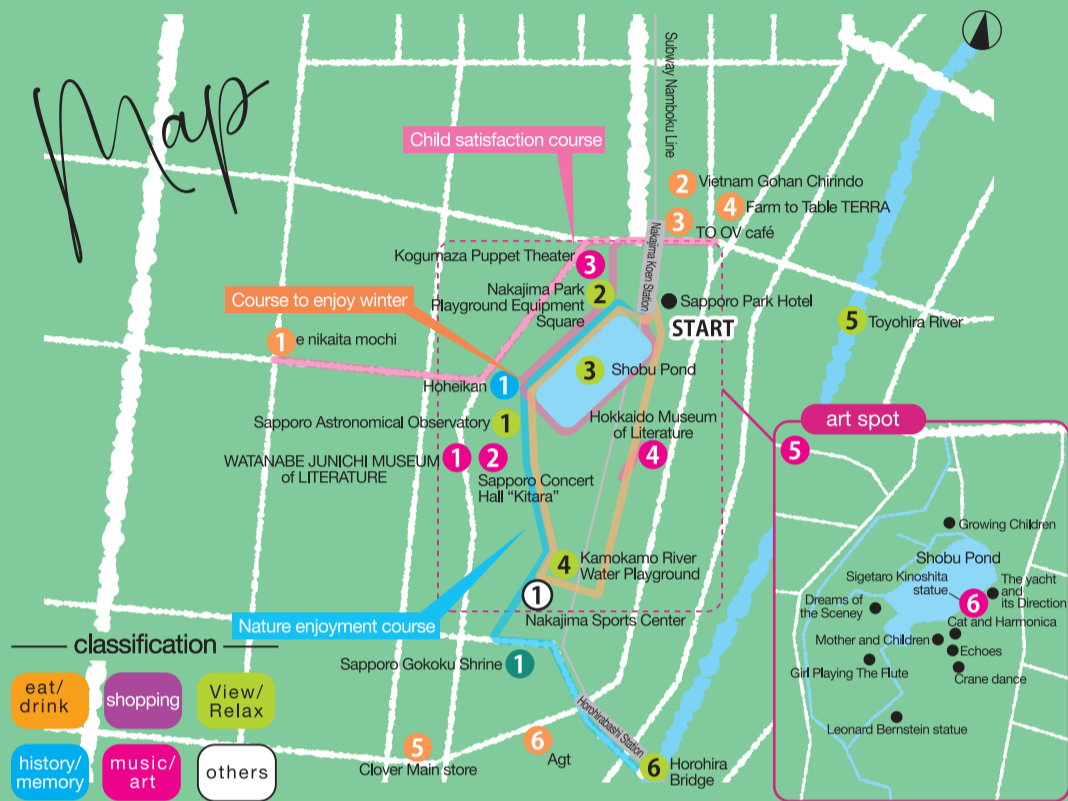 Map
Subway Namboku Line
Child satisfaction course
2 Vietnam Gohan Chirindo
4 Farm to Table TERRA
3 TO OV café
Nakajima Koen Station
Kogumaza Puppet Theater 3
Nakajima Park
Playground Equipment
Square
2
Sapporo Park Hotel
START
Course to enjoy winter
1 e nikaita mochi
5 Toyohira River
3 Shobu Pond
Hoheikan 1
Sapporo Astronomical Observatory 1
Hokkaido Museum
of Literature
4
WATANABE JUNICHI MUSEUM
of LITERATURE
1
2
Sapporo Concert
Hall “Kitara”
4 Kamokamo River
Water Playground
1
Nakajima Sports Center
Nature enjoyment course
Sapporo Gokoku Shrine 1
Horohirabashi Station
5
Clover Main store
6
Agt
6 Horohira
Bridge
classification
eat/
drink
shopping
View/
Relax
history/
memory
music/
art
others
art spot
5
Growing Children
Shobu Pond
Sigetaro Kinoshita
statue
6
The yacht
and
its Direction
Dreams of
the Sceney
Cat and Harmonica
Mother and Children
Echoes
Girl Playing The Flute
Crane dance
Leonard Bernstein statue